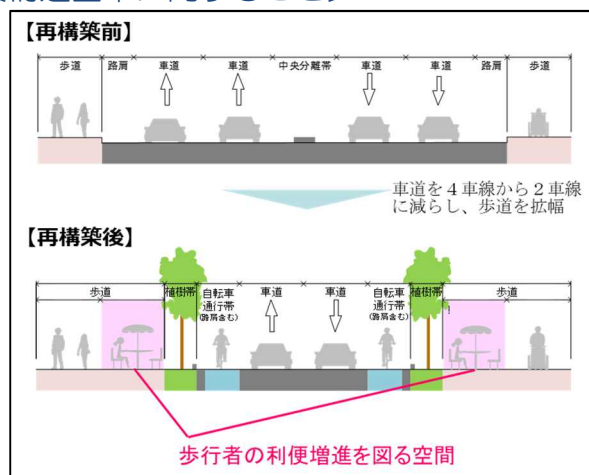 【再構築前】
歩道 路肩 車道 車道 中央分離帯 車道 車道 路肩 歩道
車道を4車線から2車線
に減らし、歩道を拡幅
【再構築後】
歩道 植樹帯 自転車 車道 車道 自転車 植樹帯 歩道
通行帯 通行帯
(路肩含む) (路肩含む)
歩行者の利便増進を図る空間